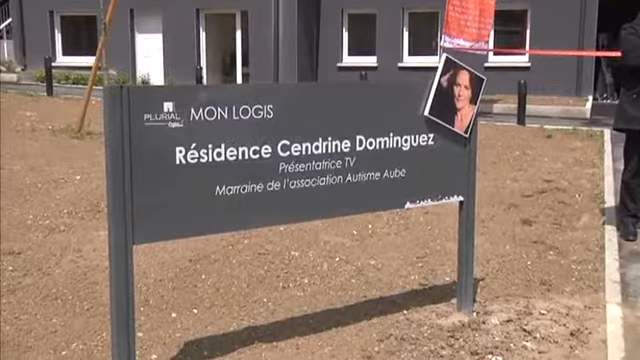 PLURIAL
MON LOGIS
Résidence Cendrine Dominguez
Présentatrice TV
Marraine de l'association Autisme Aube